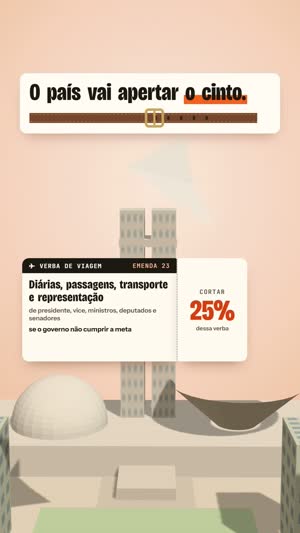 O país vai apertar o cinto.
VERBA DE VIAGEM
EMENDA 23
Diárias, passagens, transporte
e representação
de presidente, vice, ministros, deputados e
senadores
se o governo não cumprir a meta
CORTAR
25%
dessa verba